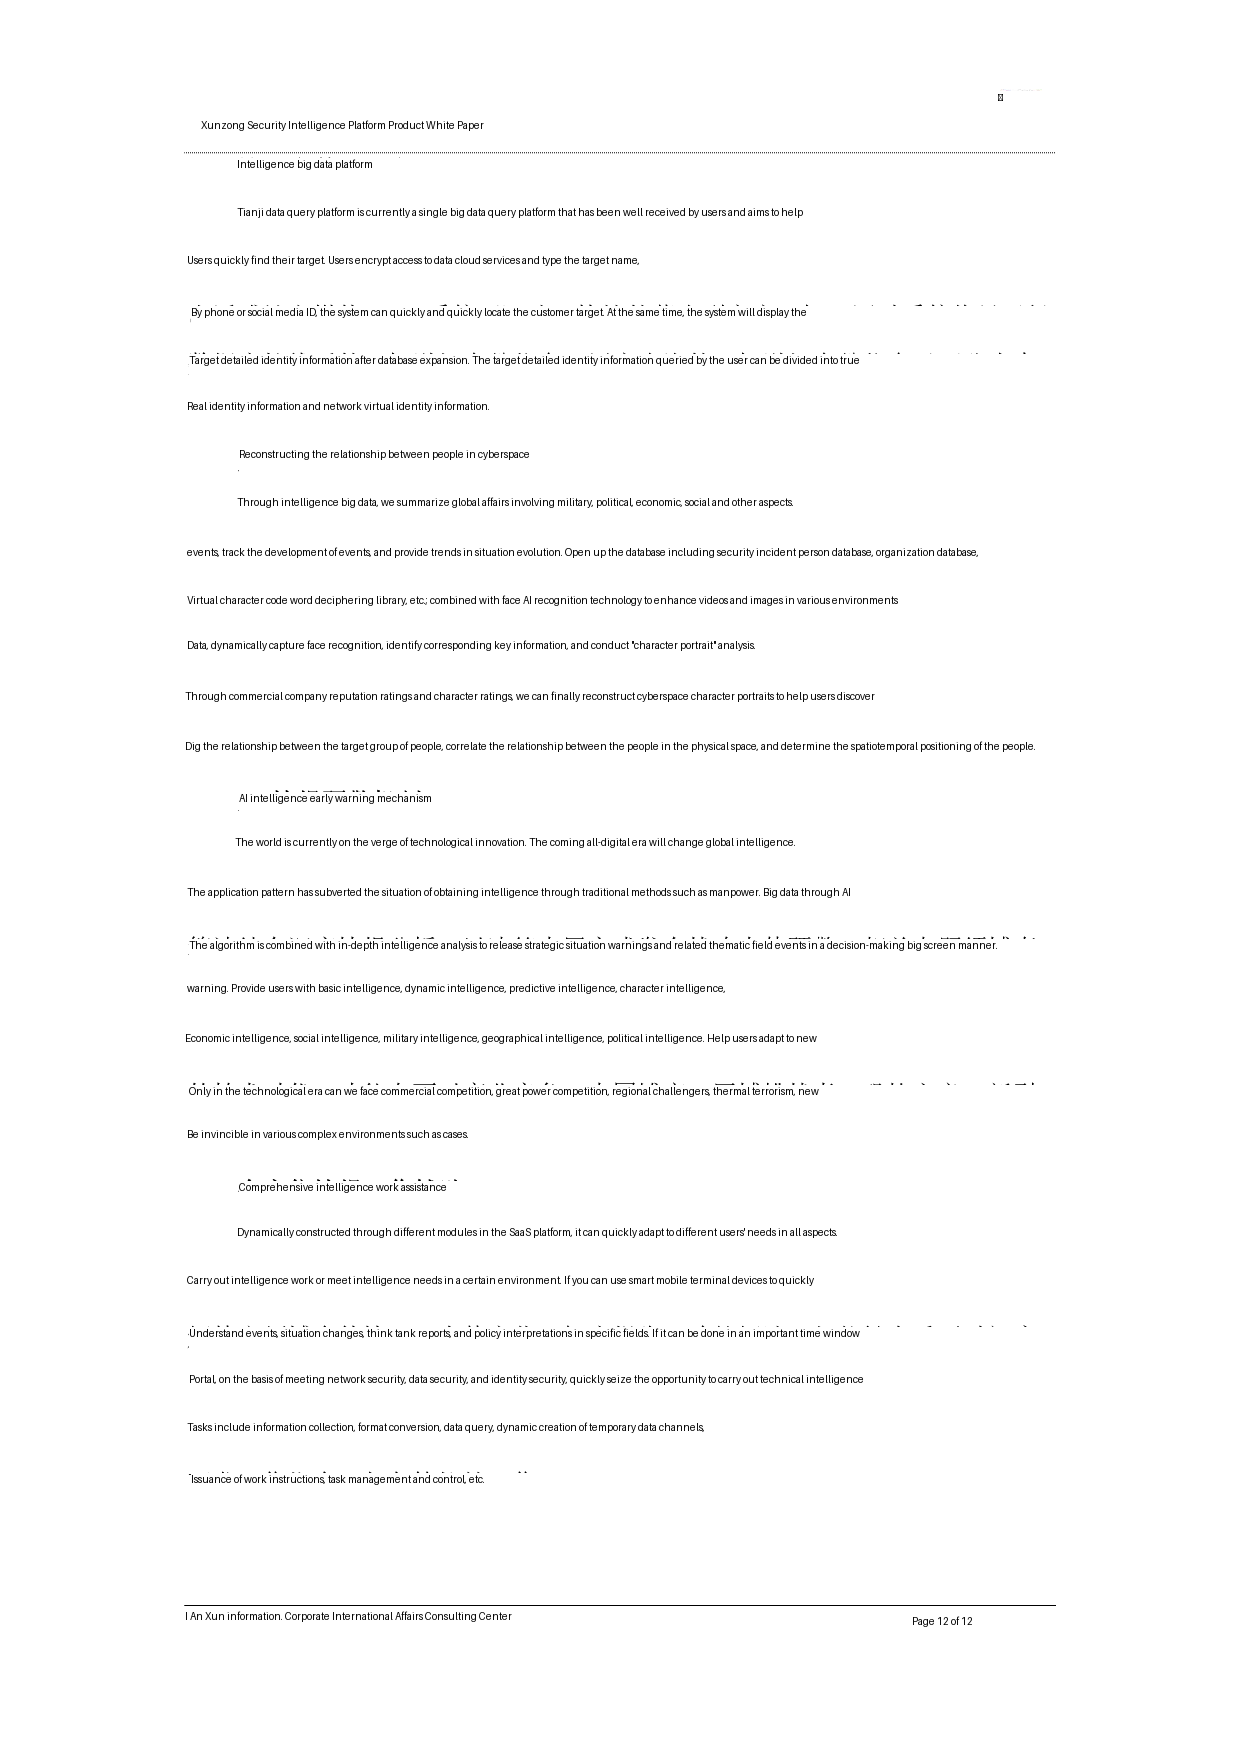 Xunzong Security Intelligence Platform Product White Paper
Intelligence big data platform
Tianji data query platform is currently a single big data query platform that has been well received by users and aims to help
Users quickly find their target. Users encrypt access to data cloud services and type the target name,
By phone or social media ID, the system can quickly and quickly locate the customer target. At the same time, the system will display the
Target detailed identity information after database expansion. The target detailed identity information queried by the user can be divided into true
Real identity information and network virtual identity information.
Reconstructing the relationship between people in cyberspace
Through intelligence big data, we summarize global affairs involving military, political, economic, social and other aspects.
events, track the development of events, and provide trends in situation evolution. Open up the database including security incident person database, organization database,
Virtual character code word deciphering library, etc.; combined with face AI recognition technology to enhance videos and images in various environments
Data, dynamically capture face recognition, identify corresponding key information, and conduct "character portrait" analysis.
Through commercial company reputation ratings and character ratings, we can finally reconstruct cyberspace character portraits to help users discover
Dig the relationship between the target group of people, correlate the relationship between the people in the physical space, and determine the spatiotemporal positioning of the people.
AI intelligence early warning mechanism
The world is currently on the verge of technological innovation. The coming all-digital era will change global intelligence.
The application pattern has subverted the situation of obtaining intelligence through traditional methods such as manpower. Big data through AI
The algorithm is combined with in-depth intelligence analysis to release strategic situation warnings and related thematic field events in a decision-making big screen manner.
warning. Provide users with basic intelligence, dynamic intelligence, predictive intelligence, character intelligence,
Economic intelligence, social intelligence, military intelligence, geographical intelligence, political intelligence. Help users adapt to new
Only in the technological era can we face commercial competition, great power competition, regional challengers, thermal terrorism, new
Be invincible in various complex environments such as cases.
Comprehensive intelligence work assistance
Dynamically constructed through different modules in the SaaS platform, it can quickly adapt to different users' needs in all aspects.
Carry out intelligence work or meet intelligence needs in a certain environment. If you can use smart mobile terminal devices to quickly
Understand events, situation changes, think tank reports, and policy interpretations in specific fields. If it can be done in an important time window
Portal, on the basis of meeting network security, data security, and identity security, quickly seize the opportunity to carry out technical intelligence
Tasks include information collection, format conversion, data query, dynamic creation of temporary data channels,
Issuance of work instructions, task management and control, etc.
I An Xun information. Corporate International Affairs Consulting Center
Page 12 of 12